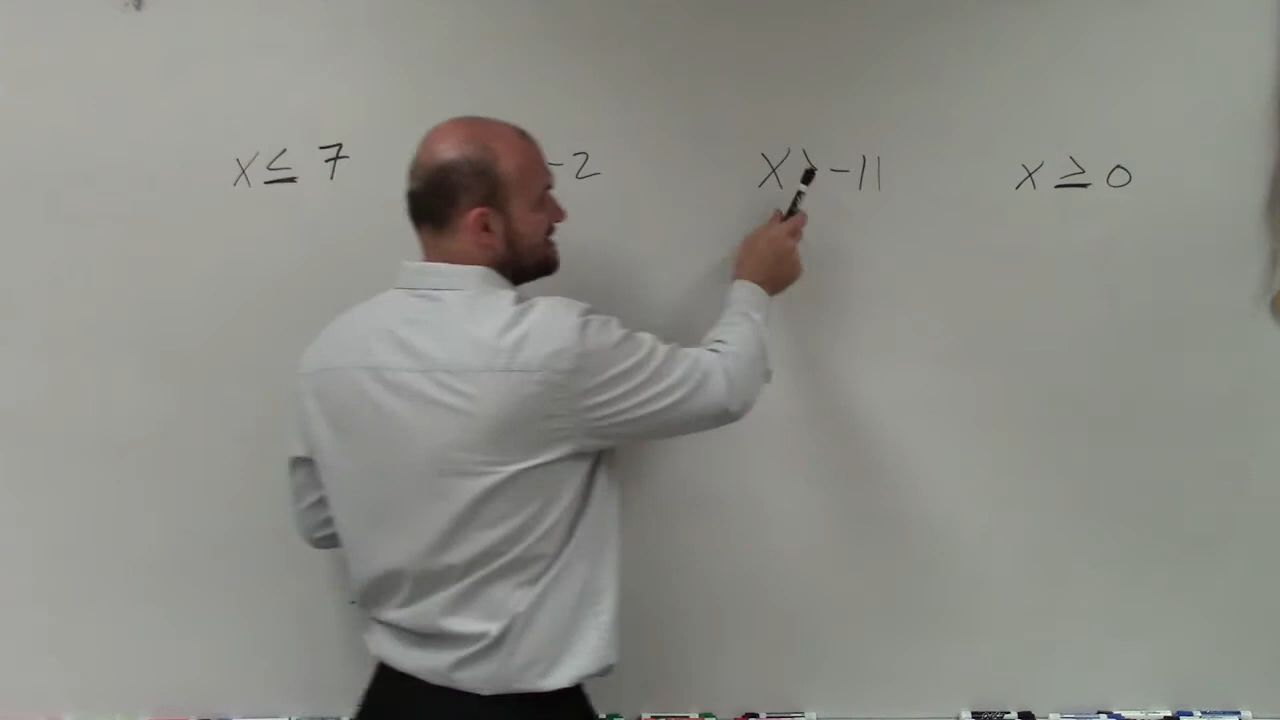 x ≤ 7 -2 x > -11 x ≥ 0